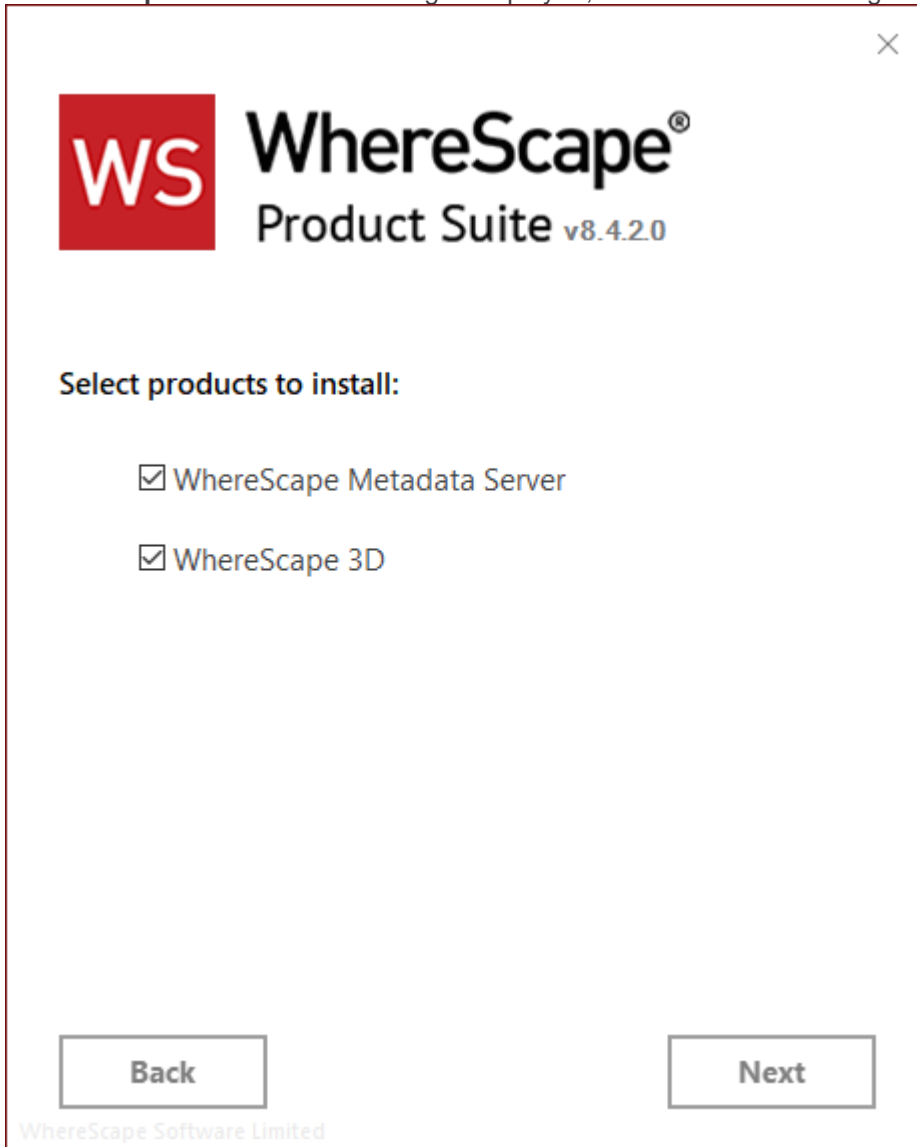 WS
WhereScape®
Product Suite v8.4.2.0
Select products to install:
WhereScape Metadata Server
WhereScape 3D
Back
Next
WhereScape Software Limited